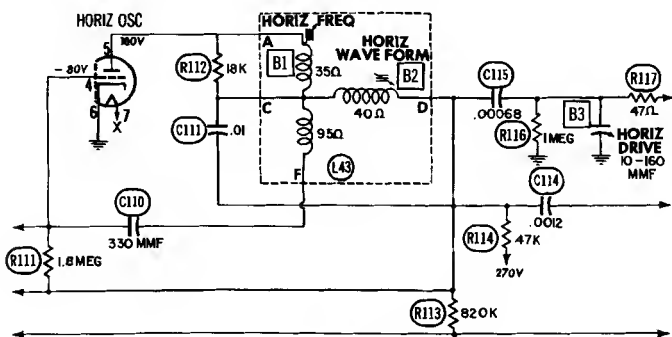 HORIZ OSC
180V
5
-80V
4
6
7
X
R112
18K
C111
.01
HORIZ FREQ
A
B1
35Ω
HORIZ
WAVE FORM
B2
C
40Ω
D
95Ω
F
L43
C115
.00068
R116
1MEG
R117
47Ω
B3
HORIZ
DRIVE
10-160
MMF
C110
330 MMF
C114
.0012
R114
47K
270V
R111
1.8MEG
R113
820K